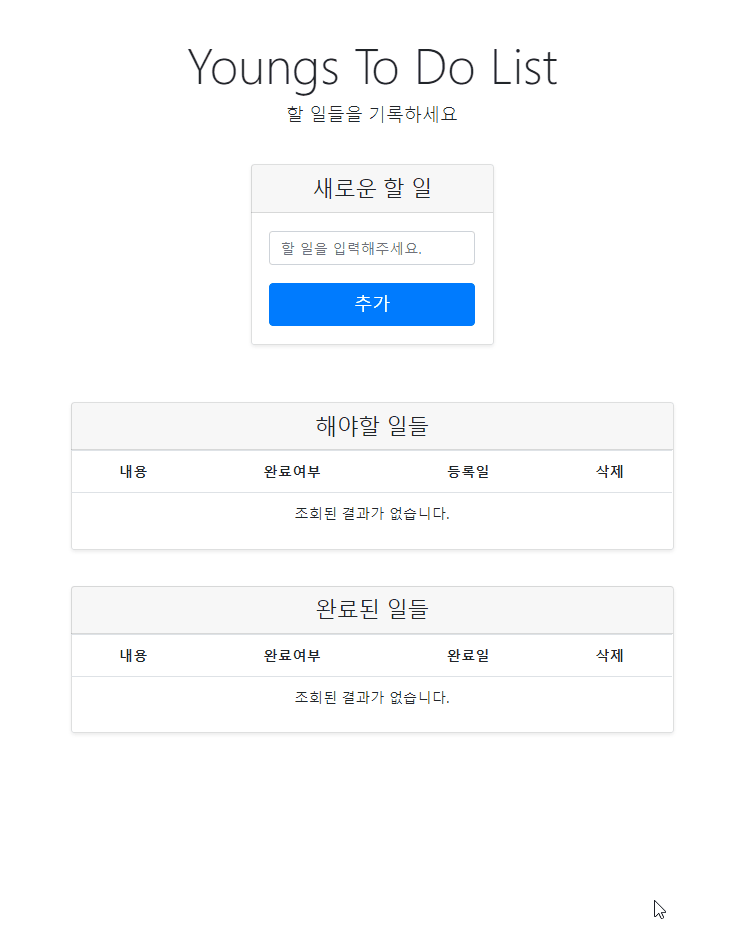 Youngs To Do List
할 일들을 기록하세요
새로운 할 일
할 일을 입력해주세요.
추가
해야할 일들
내용 완료여부 등록일 삭제
조회된 결과가 없습니다.
완료된 일들
내용 완료여부 완료일 삭제
조회된 결과가 없습니다.